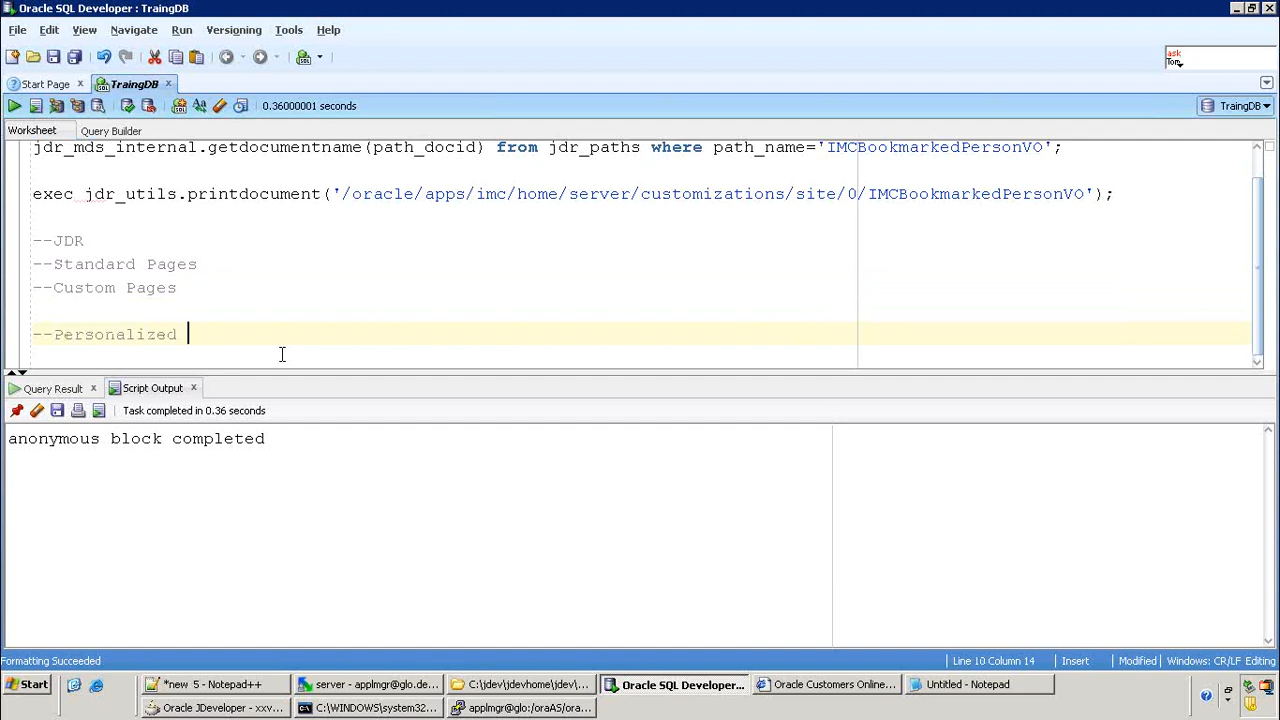 Oracle SQL Developer : TraingDB
File Edit View Navigate Run Versioning Tools Help
ask
Tom
Start Page TraingDB
0.36000001 seconds TraingDB
Worksheet Query Builder
jdr_mds_internal.getdocumentname(path_docid) from jdr_paths where path_name='IMCBookmarkedPersonVO';
exec jdr_utils.printdocument('/oracle/apps/imc/home/server/customizations/site/0/IMCBookmarkedPersonVO');
--JDR
--Standard Pages
--Custom Pages
--Personalized
Query Result Script Output
Task completed in 0.36 seconds
anonymous block completed
Formatting Succeeded Line 10 Column 14 Insert Modified Windows: CR/LF Editing
Start *new 5 - Notepad++ server - applmgr@glo.de... C:\jdev\jdevhome\jdev\... Oracle SQL Developer... Oracle Customers Online... Untitled - Notepad
Oracle JDeveloper - xxv... C:\WINDOWS\system32... applmgr@glo:/oraAS/ora...